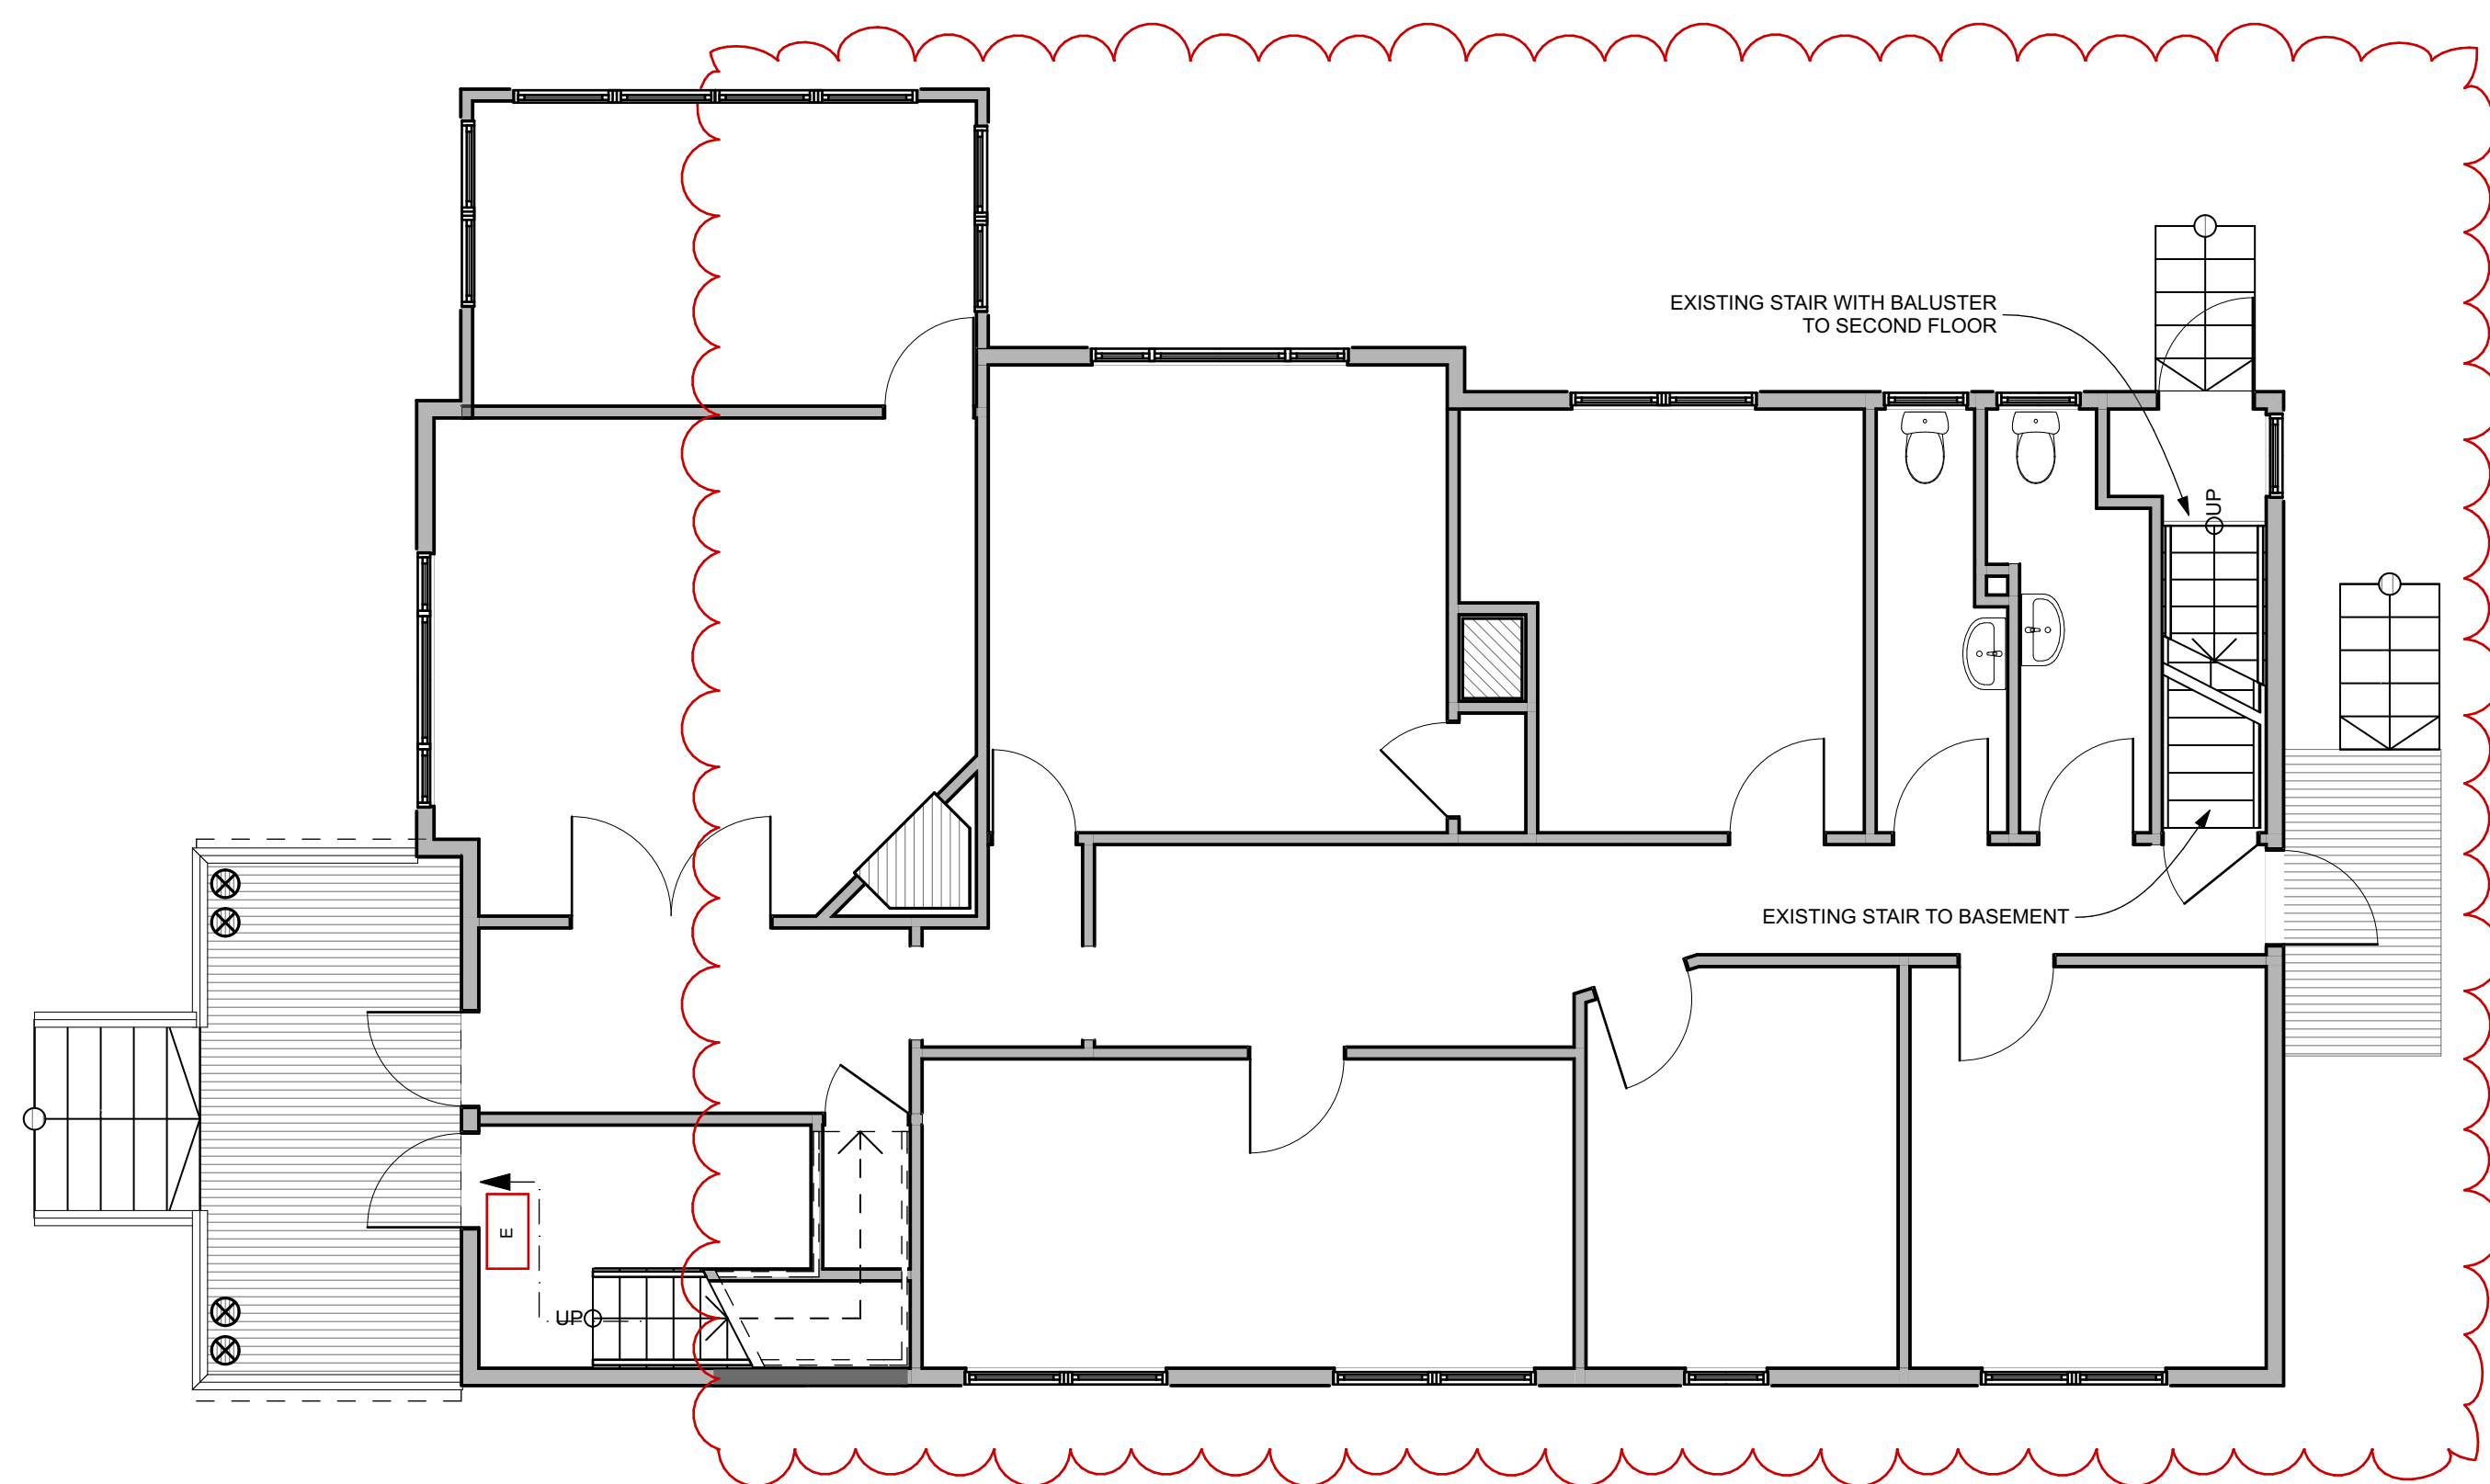 EXISTING STAIR WITH BALUSTER
TO SECOND FLOOR
UP
EXISTING STAIR TO BASEMENT
E
UP